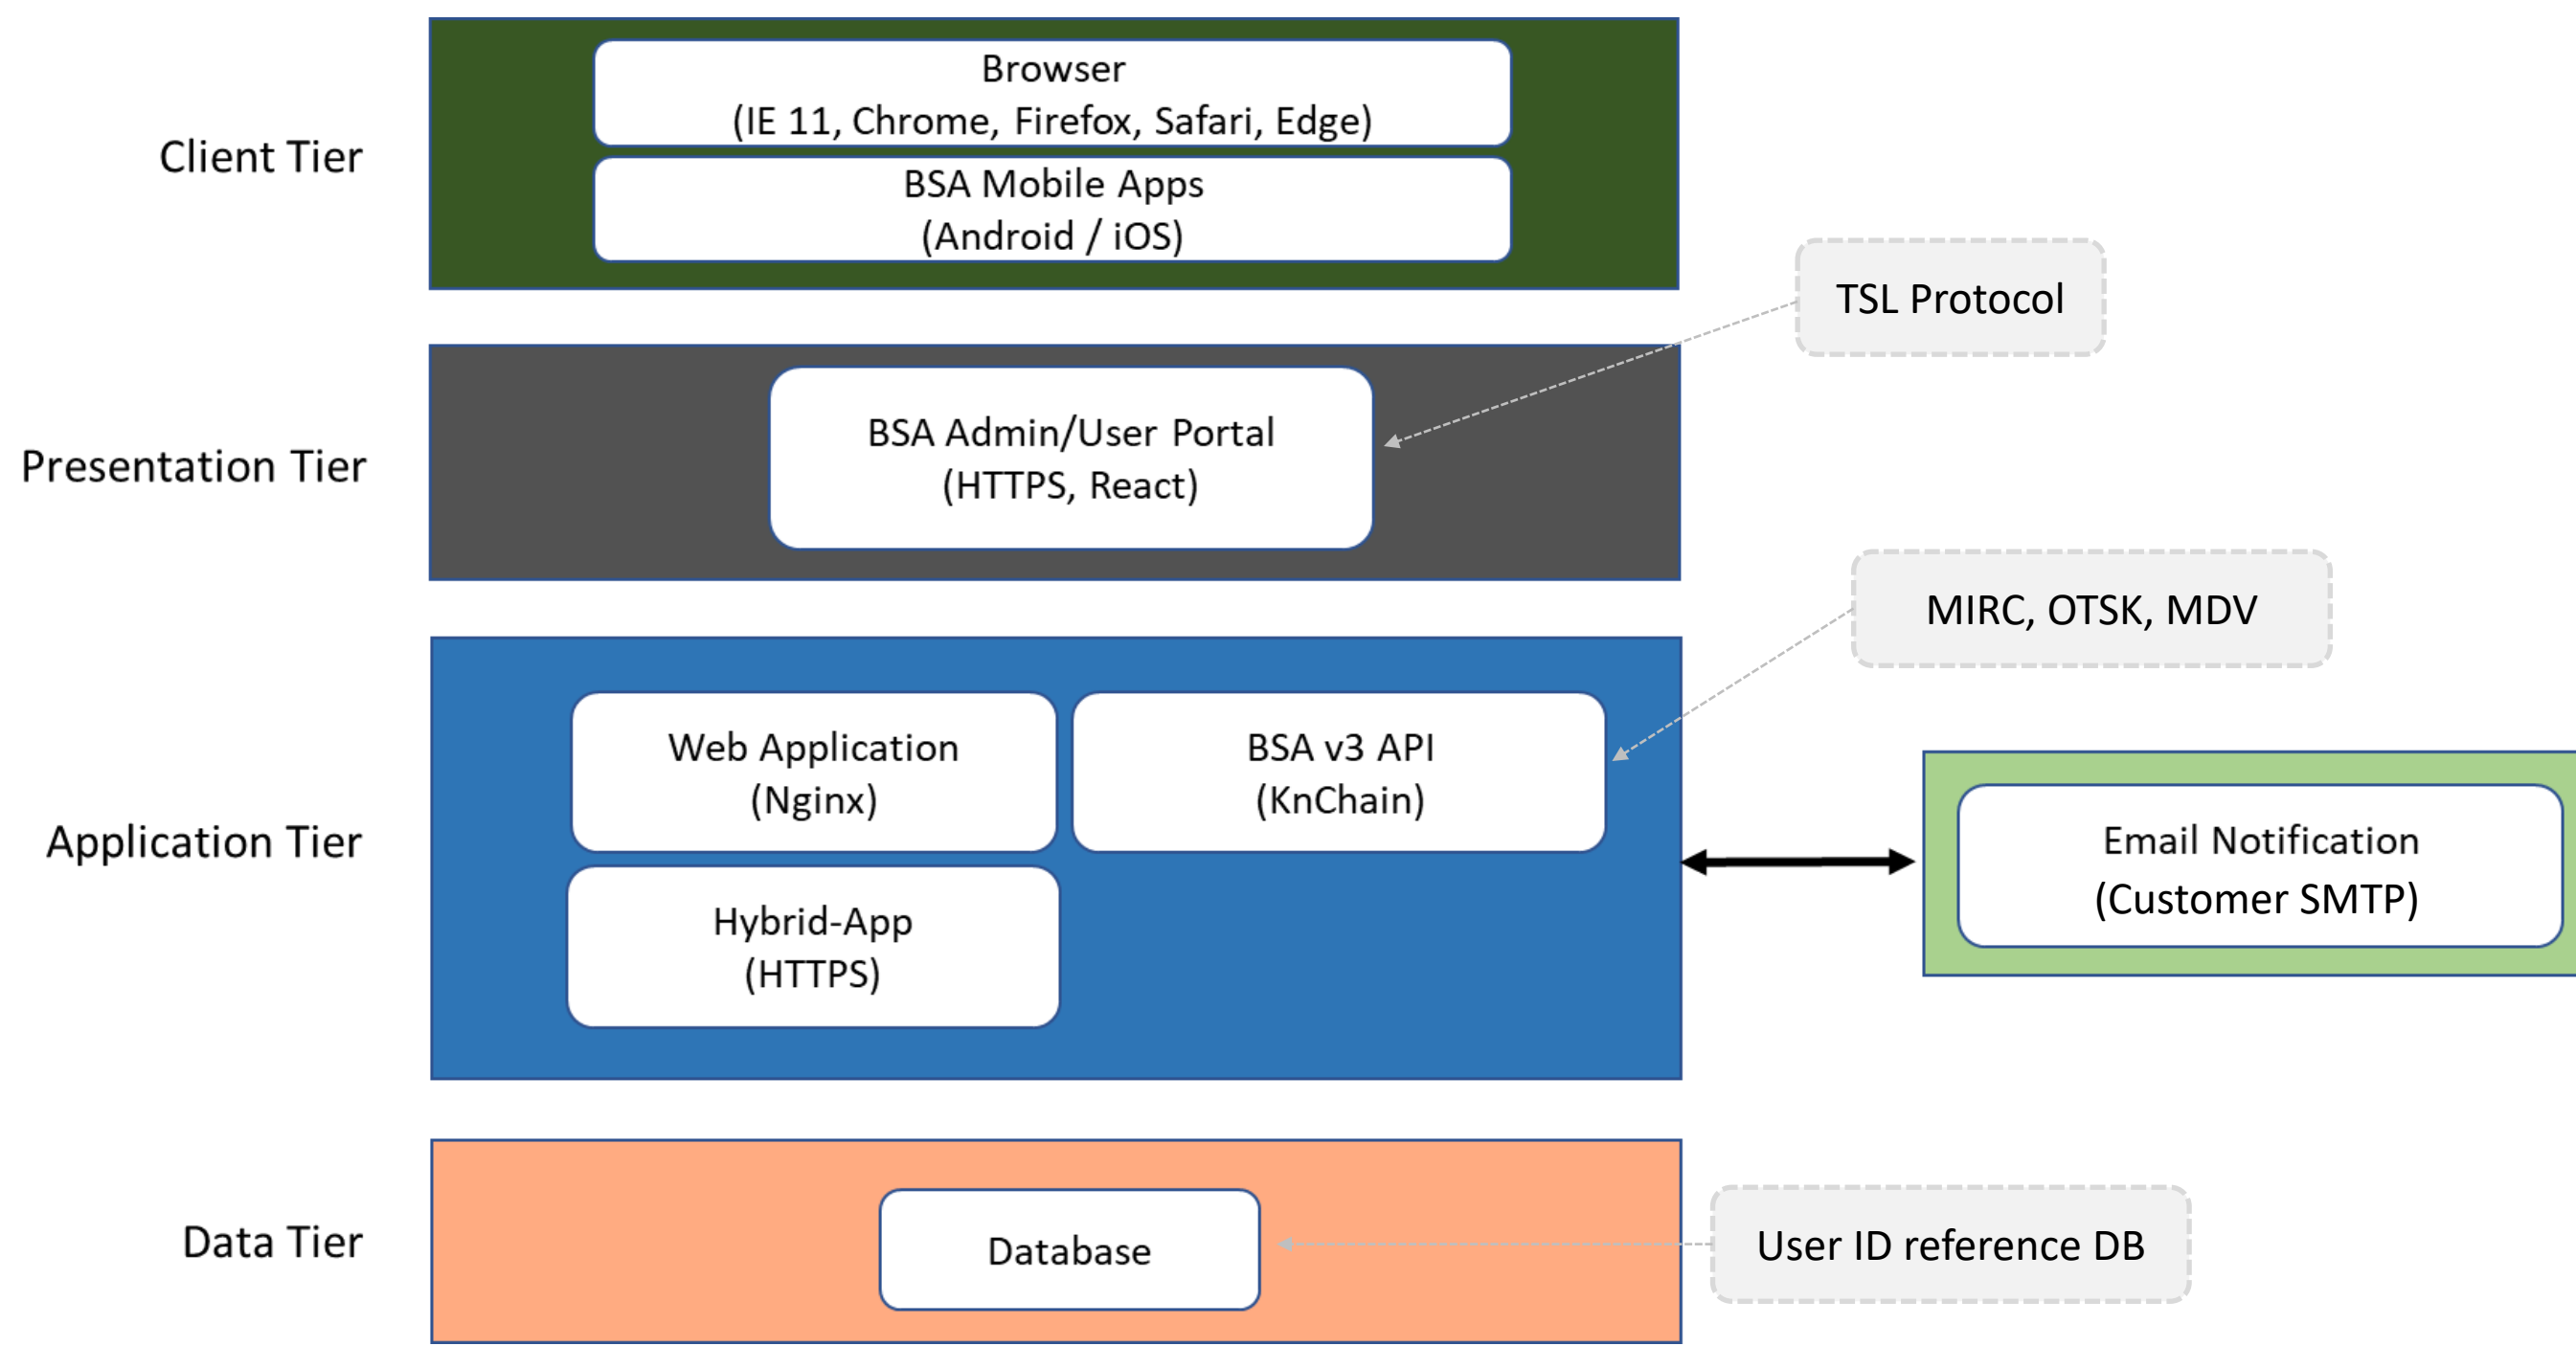 Client Tier
Browser
(IE 11, Chrome, Firefox, Safari, Edge)
BSA Mobile Apps
(Android / iOS)
TSL Protocol
Presentation Tier
BSA Admin/User Portal
(HTTPS, React)
MIRC, OTSK, MDV
Application Tier
Web Application
(Nginx)
BSA v3 API
(KnChain)
Hybrid-App
(HTTPS)
Email Notification
(Customer SMTP)
Data Tier
Database
User ID reference DB